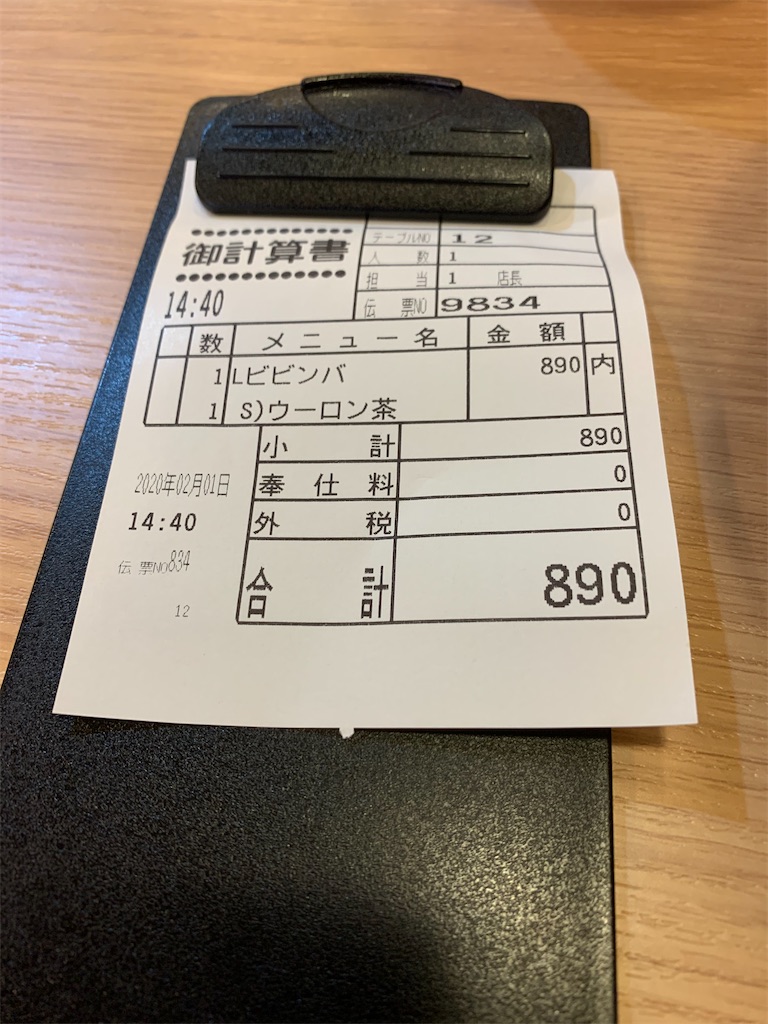 御計算書
14:40
テーブルNO 12
人数 1
担当 1 店長
伝票NO 9834
数 メニュー名 金額
1 Lビビンバ 890 内
1 S)ウーロン茶
小計 890
奉仕料 0
外税 0
合計 890
2020年02月01日
14:40
伝票NO834
12